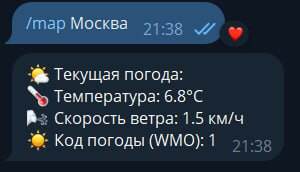 /map Москва 21:38
Текущая погода:
Температура: 6.8°C
Скорость ветра: 1.5 км/ч
Код погоды (WMO): 1 21:38